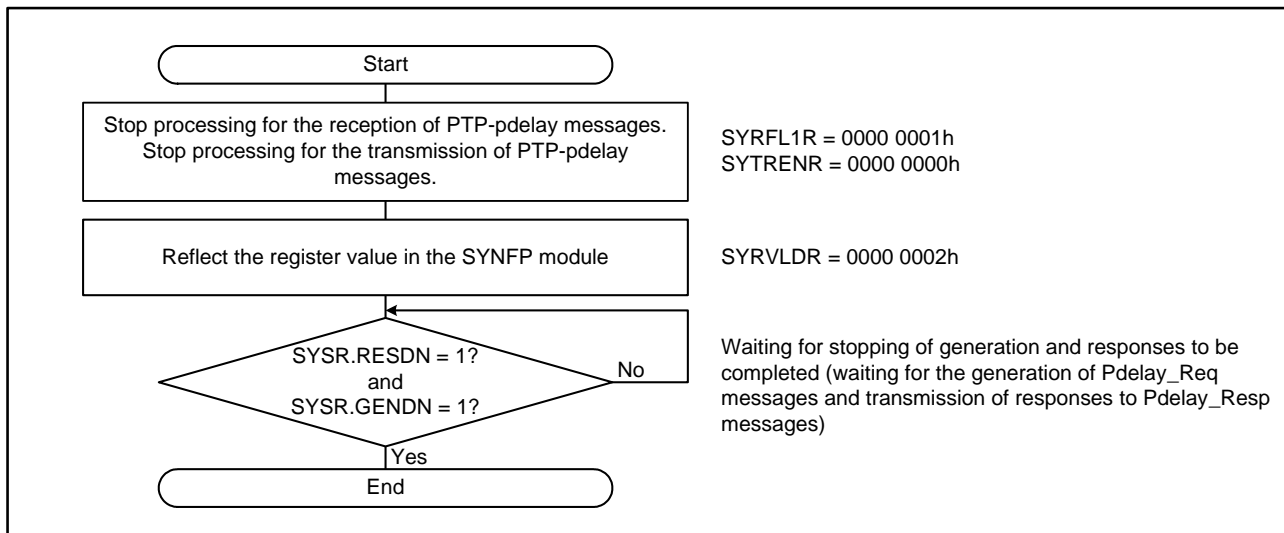 Start
Stop processing for the reception of PTP-pdelay messages.
Stop processing for the transmission of PTP-pdelay
messages.
SYRFL1R = 0000 0001h
SYTRENR = 0000 0000h
Reflect the register value in the SYNFP module
SYRVLDR = 0000 0002h
SYSR.RESDN = 1?
and
SYSR.GENDN = 1?
No
Waiting for stopping of generation and responses to be
completed (waiting for the generation of Pdelay_Req
messages and transmission of responses to Pdelay_Resp
messages)
Yes
End